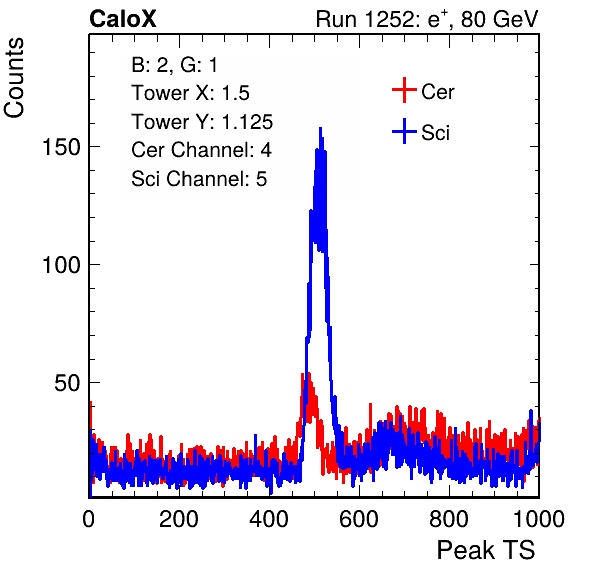 CaloX Run 1252: e⁺, 80 GeV
Counts
B: 2, G: 1
Tower X: 1.5
Tower Y: 1.125
Cer Channel: 4
Sci Channel: 5
Cer
Sci
150
100
50
0 200 400 600 800 1000
Peak TS